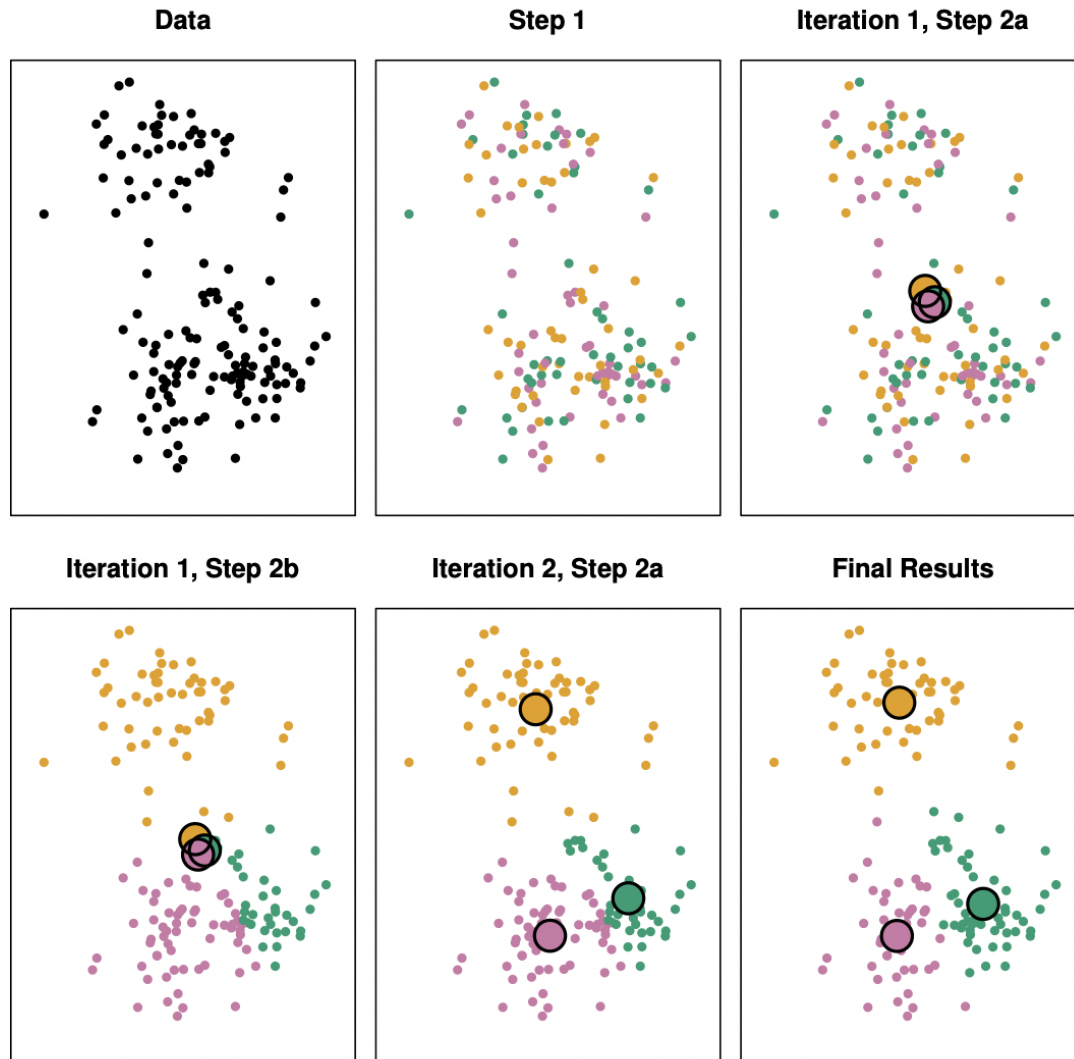 Data
Step 1
Iteration 1, Step 2a
Iteration 1, Step 2b
Iteration 2, Step 2a
Final Results